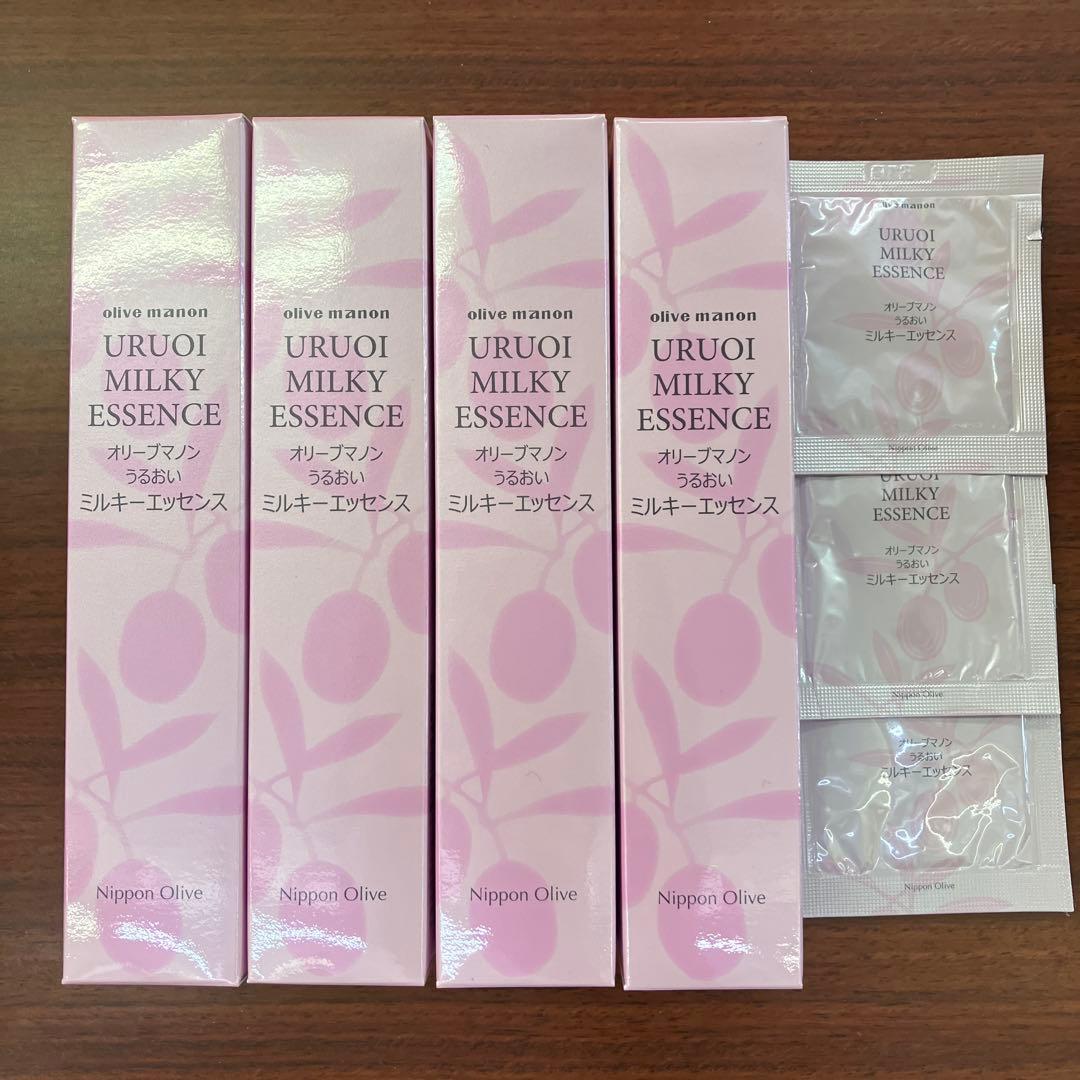 olive manon
URUOI
MILKY
ESSENCE
オリーブマノン
うるおい
ミルキーエッセンス
Nippon Olive
olive manon
URUOI
MILKY
ESSENCE
オリーブマノン
うるおい
ミルキーエッセンス
Nippon Olive
olive manon
URUOI
MILKY
ESSENCE
オリーブマノン
うるおい
ミルキーエッセンス
Nippon Olive
olive manon
URUOI
MILKY
ESSENCE
オリーブマノン
うるおい
ミルキーエッセンス
Nippon Olive
olive manon
URUOI
MILKY
ESSENCE
オリーブマノン
うるおい
ミルキーエッセンス
Nippon Olive
URUOI
MILKY
ESSENCE
オリーブマノン
うるおい
ミルキーエッセンス
Nippon Olive
オリーブマノン
うるおい
ミルキーエッセンス
Nippon Olive